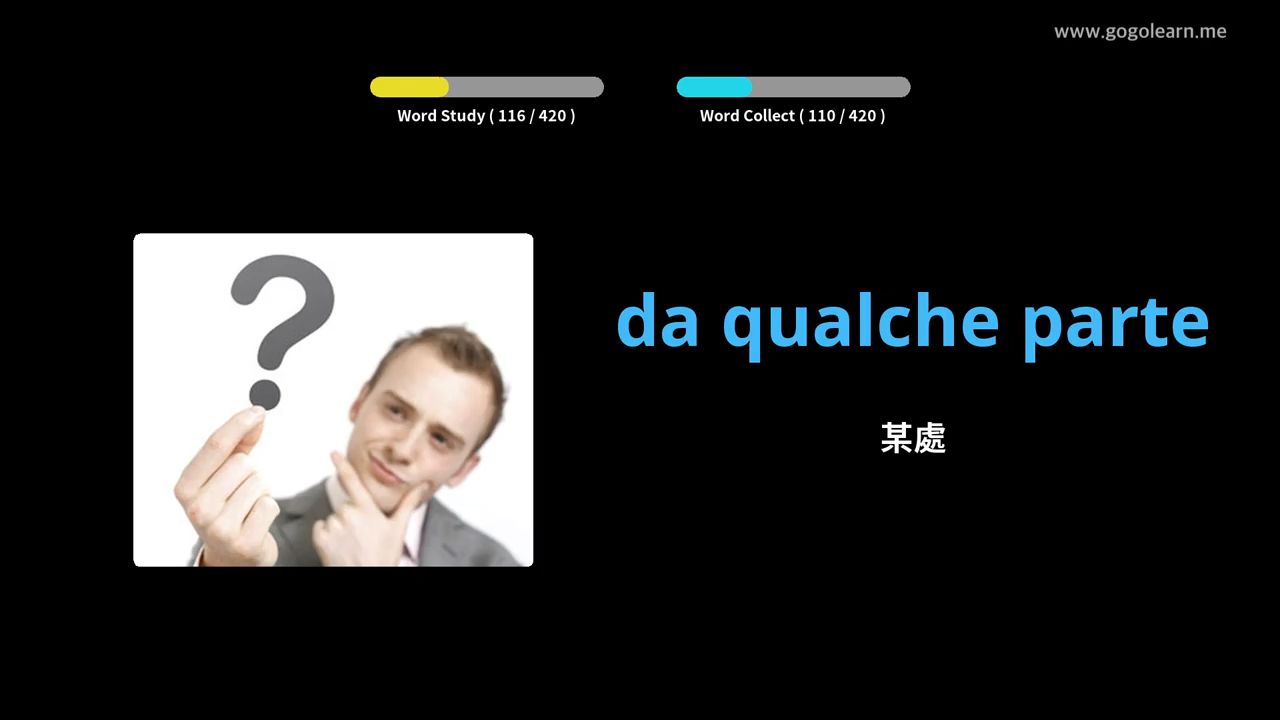 www.gogolearn.me
Word Study ( 116 / 420 )
Word Collect ( 110 / 420 )
da qualche parte
某處